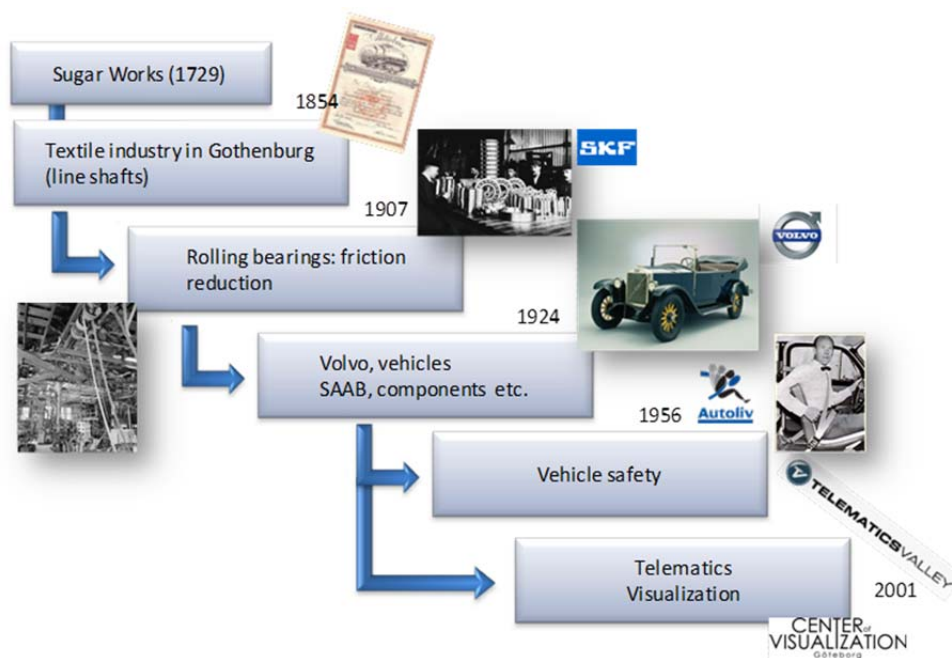 Sugar Works (1729)
1854
Textile industry in Gothenburg
(line shafts)
SKF
1907
Rolling bearings: friction
reduction
VOLVO
1924
Volvo, vehicles
SAAB, components etc.
1956
Autoliv
Vehicle safety
TELEMATICSVALLEY
Telematics
Visualization
2001
CENTER of
VISUALIZATION
Göteborg